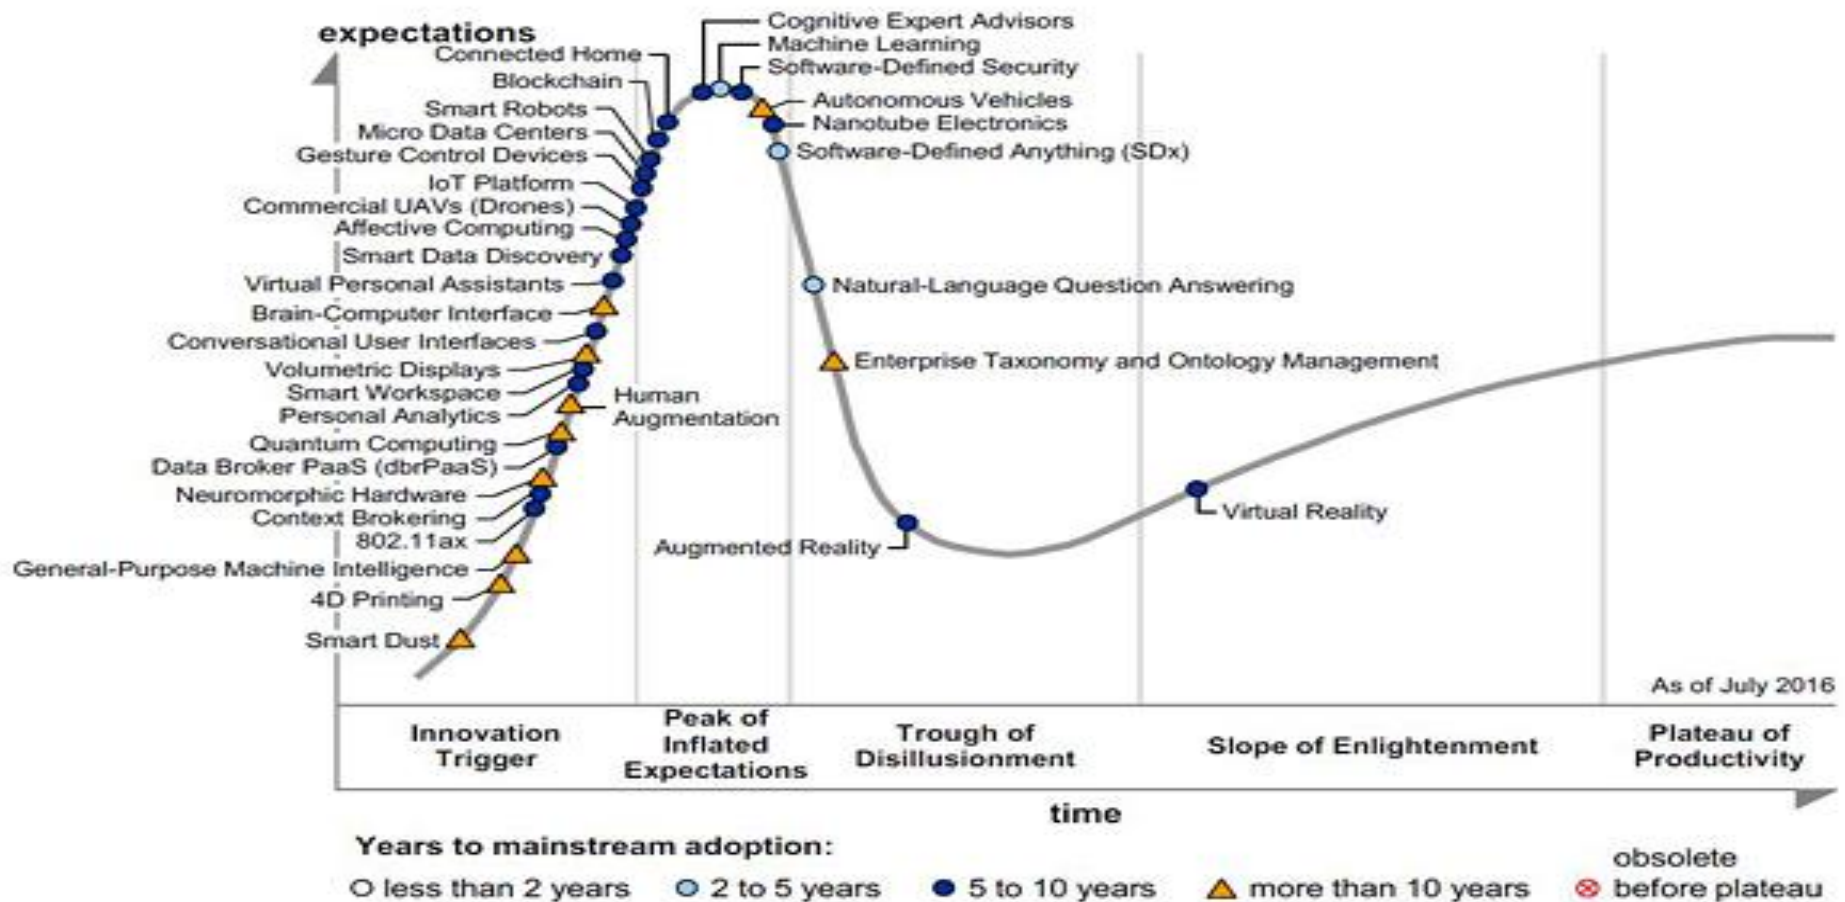 expectations
Connected Home
Blockchain
Smart Robots
Micro Data Centers
Gesture Control Devices
IoT Platform
Commercial UAVs (Drones)
Affective Computing
Smart Data Discovery
Virtual Personal Assistants
Brain-Computer Interface
Conversational User Interfaces
Volumetric Displays
Smart Workspace
Personal Analytics
Quantum Computing
Data Broker PaaS (dbrPaaS)
Neuromorphic Hardware
Context Brokering
802.11ax
General-Purpose Machine Intelligence
4D Printing
Smart Dust
Human
Augmentation
Cognitive Expert Advisors
Machine Learning
Software-Defined Security
Autonomous Vehicles
Nanotube Electronics
Software-Defined Anything (SDx)
Natural-Language Question Answering
Enterprise Taxonomy and Ontology Management
Augmented Reality
Virtual Reality
As of July 2016
Innovation
Trigger
Peak of
Inflated
Expectations
Trough of
Disillusionment
Slope of Enlightenment
Plateau of
Productivity
time
Years to mainstream adoption:
less than 2 years
2 to 5 years
5 to 10 years
more than 10 years
obsolete
before plateau